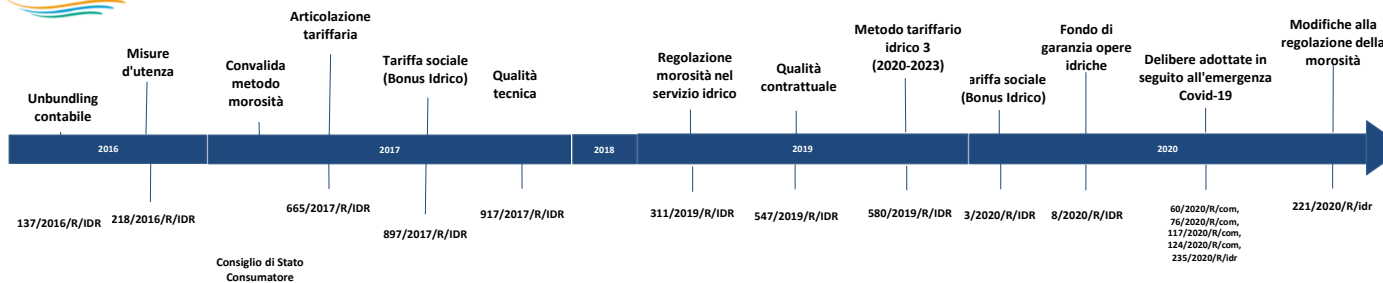 Unbundling
contabile
Misure
d'utenza
Convalida
metodo
morosità
Articolazione
tariffaria
Tariffa sociale
(Bonus Idrico)
Qualità
tecnica
Regolazione
morosità nel
servizio idrico
Qualità
contrattuale
Metodo tariffario
idrico 3
(2020-2023)
ariffa sociale
(Bonus Idrico)
Fondo di
garanzia opere
idriche
Delibere adottate in
seguito all'emergenza
Covid-19
Modifiche alla
regolazione della
morosità
2016
2017
2018
2019
2020
137/2016/R/IDR
218/2016/R/IDR
665/2017/R/IDR
897/2017/R/IDR
917/2017/R/IDR
311/2019/R/IDR
547/2019/R/IDR
580/2019/R/IDR
3/2020/R/IDR
8/2020/R/IDR
60/2020/R/com,
76/2020/R/com,
117/2020/R/com,
124/2020/R/com,
235/2020/R/idr
221/2020/R/idr
Consiglio di Stato
Consumatore